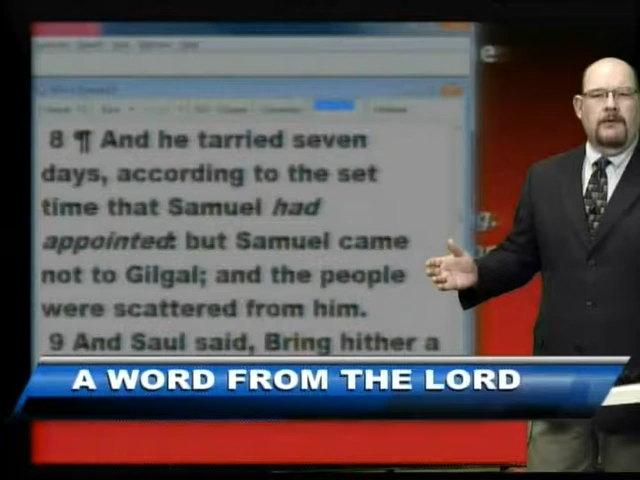 8 ¶ And he tarried seven
days, according to the set
time that Samuel had
appointed: but Samuel came
not to Gilgal; and the people
were scattered from him.
9 And Saul said, Bring hither a
A WORD FROM THE LORD